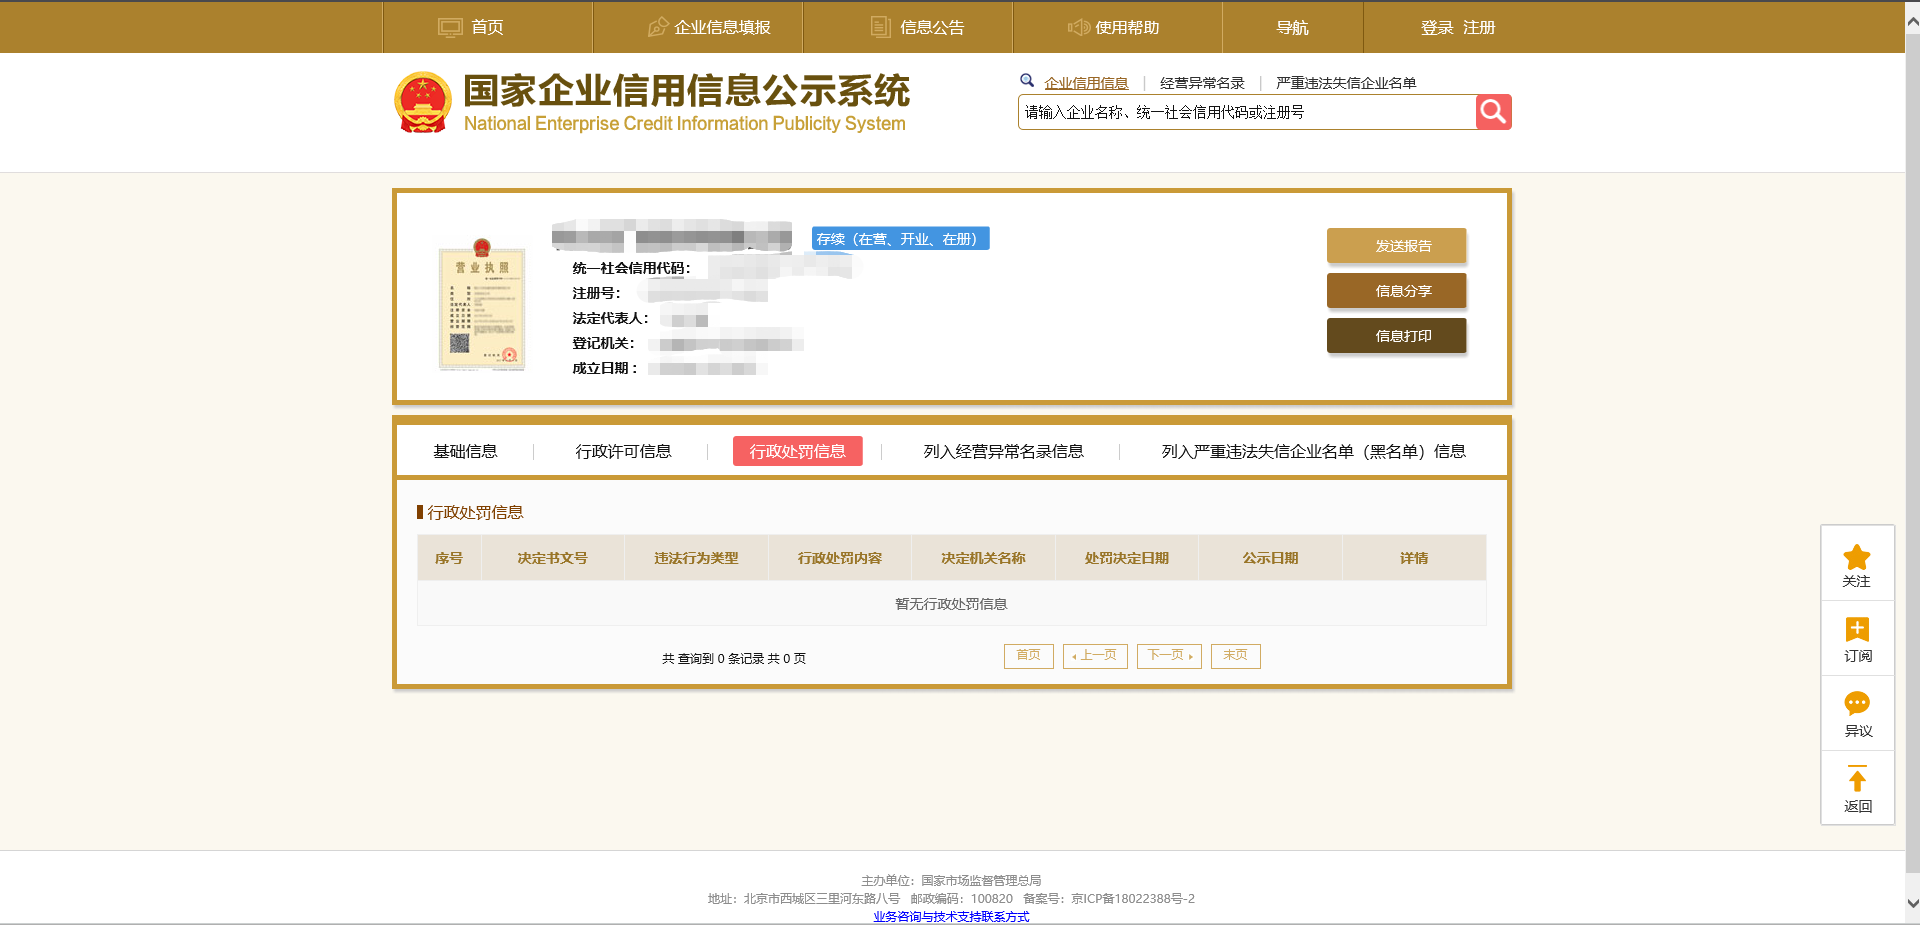 首页 企业信息填报 信息公告 使用帮助 导航 登录 注册
国家企业信用信息公示系统
National Enterprise Credit Information Publicity System
企业信用信息 | 经营异常名录 | 严重违法失信企业名单
请输入企业名称、统一社会信用代码或注册号
存续（在营、开业、在册）
统一社会信用代码：
注册号：
法定代表人：
登记机关：
成立日期：
营业执照
发送报告
信息分享
信息打印
基础信息 行政许可信息 行政处罚信息 列入经营异常名录信息 列入严重违法失信企业名单（黑名单）信息
行政处罚信息
序号 决定书文号 违法行为类型 行政处罚内容 决定机关名称 处罚决定日期 公示日期 详情
暂无行政处罚信息
共 查询到 0 条记录 共 0 页
首页 上一页 下一页 末页
关注
订阅
异议
返回
主办单位：国家市场监督管理总局
地址：北京市西城区三里河东路八号 邮政编码：100820 备案号：京ICP备18022388号-2
业务咨询与技术支持联系方式